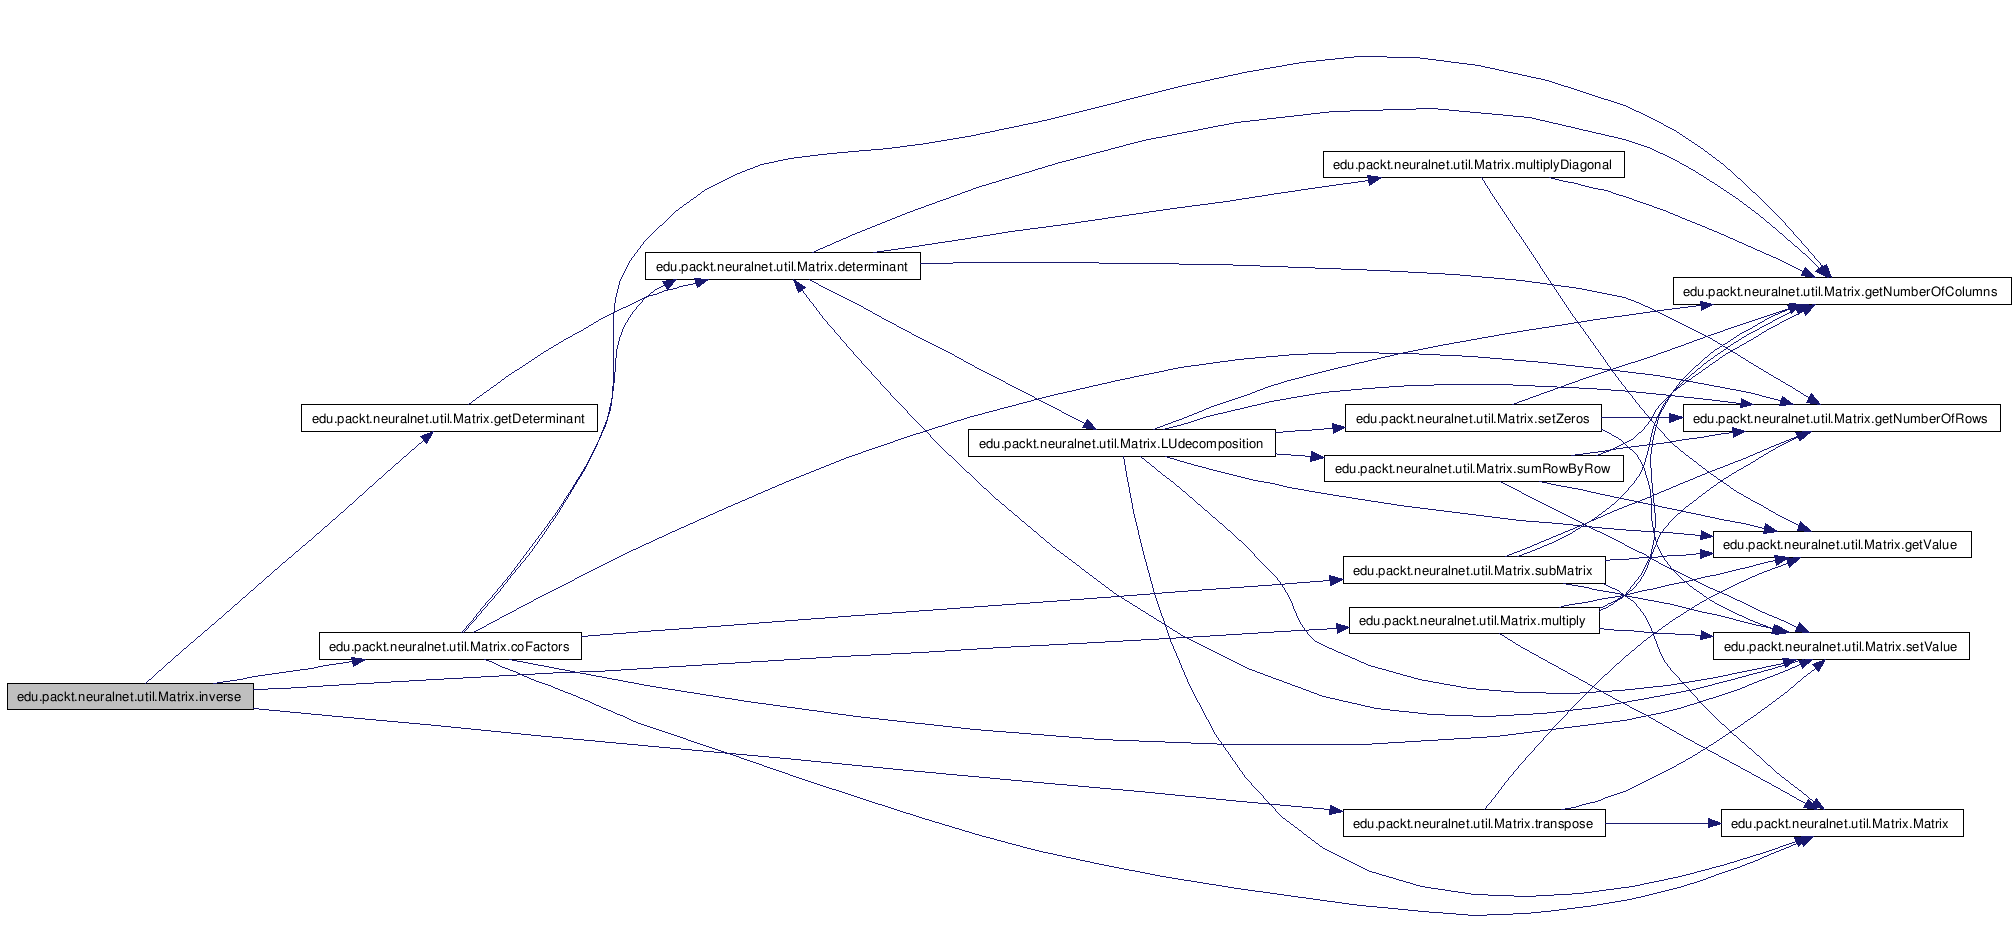 edu.packt.neuralnet.util.Matrix.multiplyDiagonal
edu.packt.neuralnet.util.Matrix.determinant
edu.packt.neuralnet.util.Matrix.getNumberOfColumns
edu.packt.neuralnet.util.Matrix.getDeterminant
edu.packt.neuralnet.util.Matrix.setZeros
edu.packt.neuralnet.util.Matrix.getNumberOfRows
edu.packt.neuralnet.util.Matrix.LUdecomposition
edu.packt.neuralnet.util.Matrix.sumRowByRow
edu.packt.neuralnet.util.Matrix.getValue
edu.packt.neuralnet.util.Matrix.subMatrix
edu.packt.neuralnet.util.Matrix.multiply
edu.packt.neuralnet.util.Matrix.coFactors
edu.packt.neuralnet.util.Matrix.setValue
edu.packt.neuralnet.util.Matrix.inverse
edu.packt.neuralnet.util.Matrix.transpose
edu.packt.neuralnet.util.Matrix.Matrix